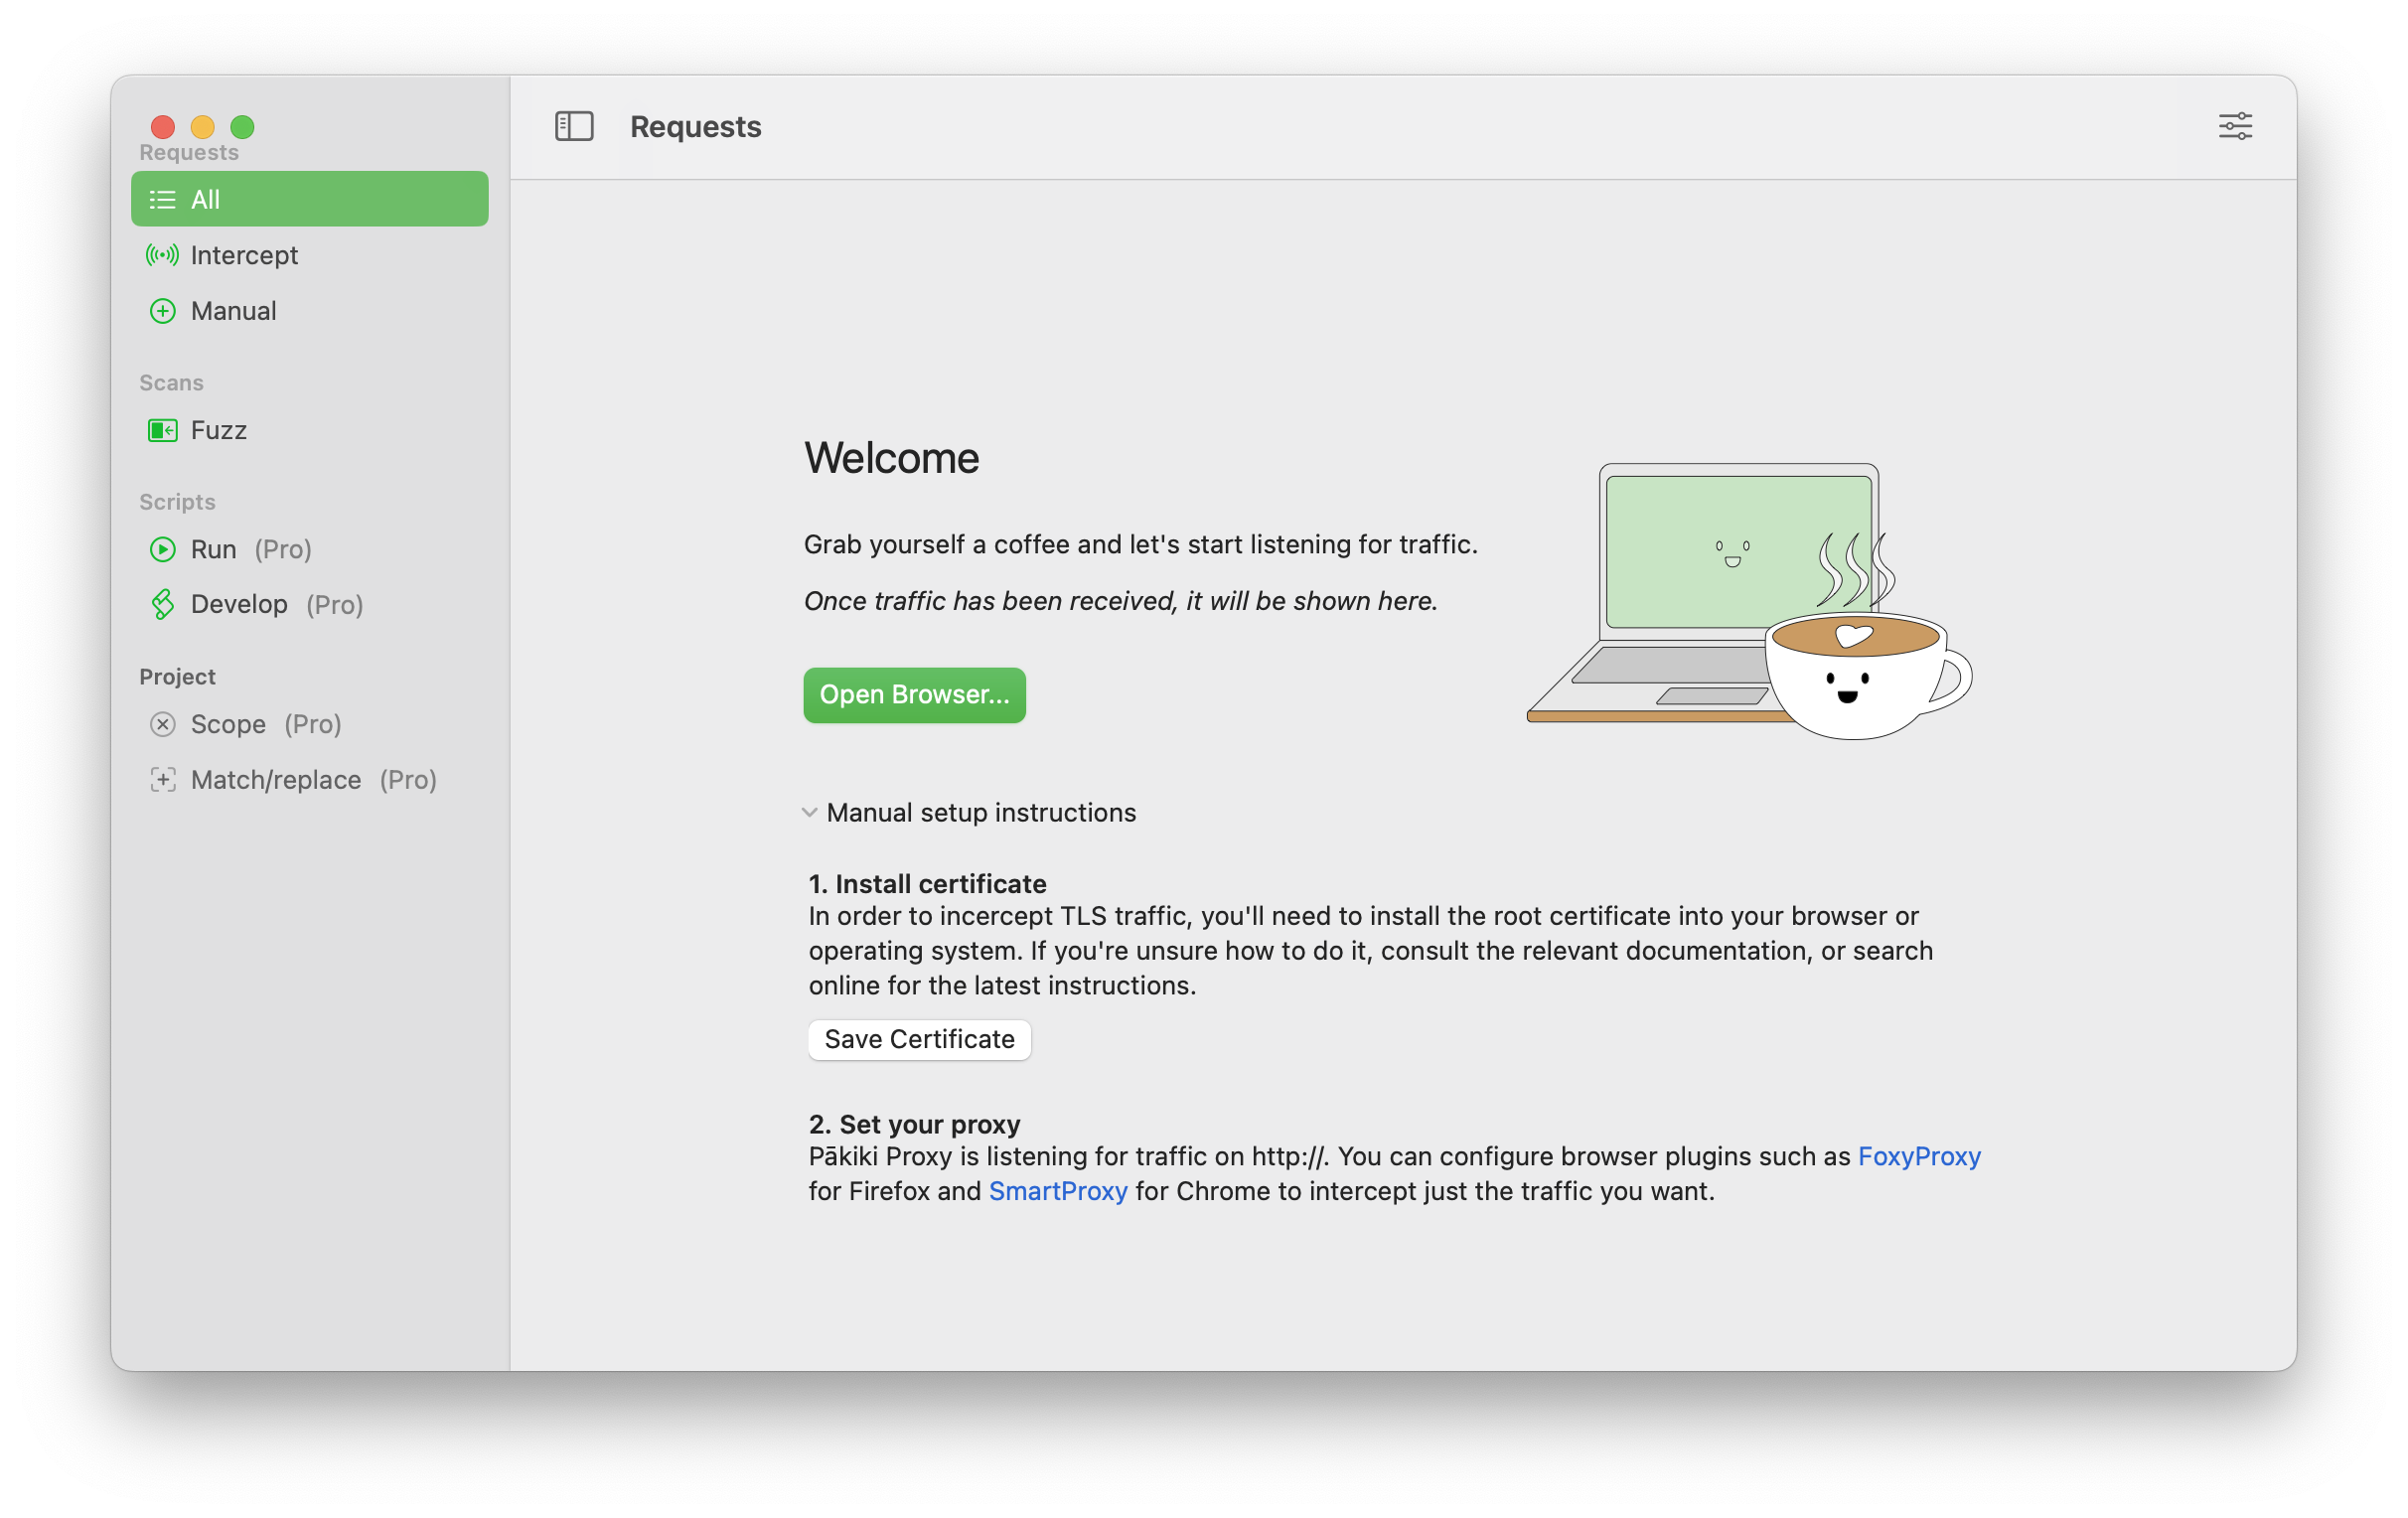 Requests
Requests
All
Intercept
Manual
Scans
Fuzz
Scripts
Run (Pro)
Develop (Pro)
Project
Scope (Pro)
Match/replace (Pro)
Welcome
Grab yourself a coffee and let's start listening for traffic.
Once traffic has been received, it will be shown here.
Open Browser...
Manual setup instructions
1. Install certificate
In order to incercept TLS traffic, you'll need to install the root certificate into your browser or
operating system. If you're unsure how to do it, consult the relevant documentation, or search
online for the latest instructions.
Save Certificate
2. Set your proxy
Pākiki Proxy is listening for traffic on http://. You can configure browser plugins such as FoxyProxy
for Firefox and SmartProxy for Chrome to intercept just the traffic you want.